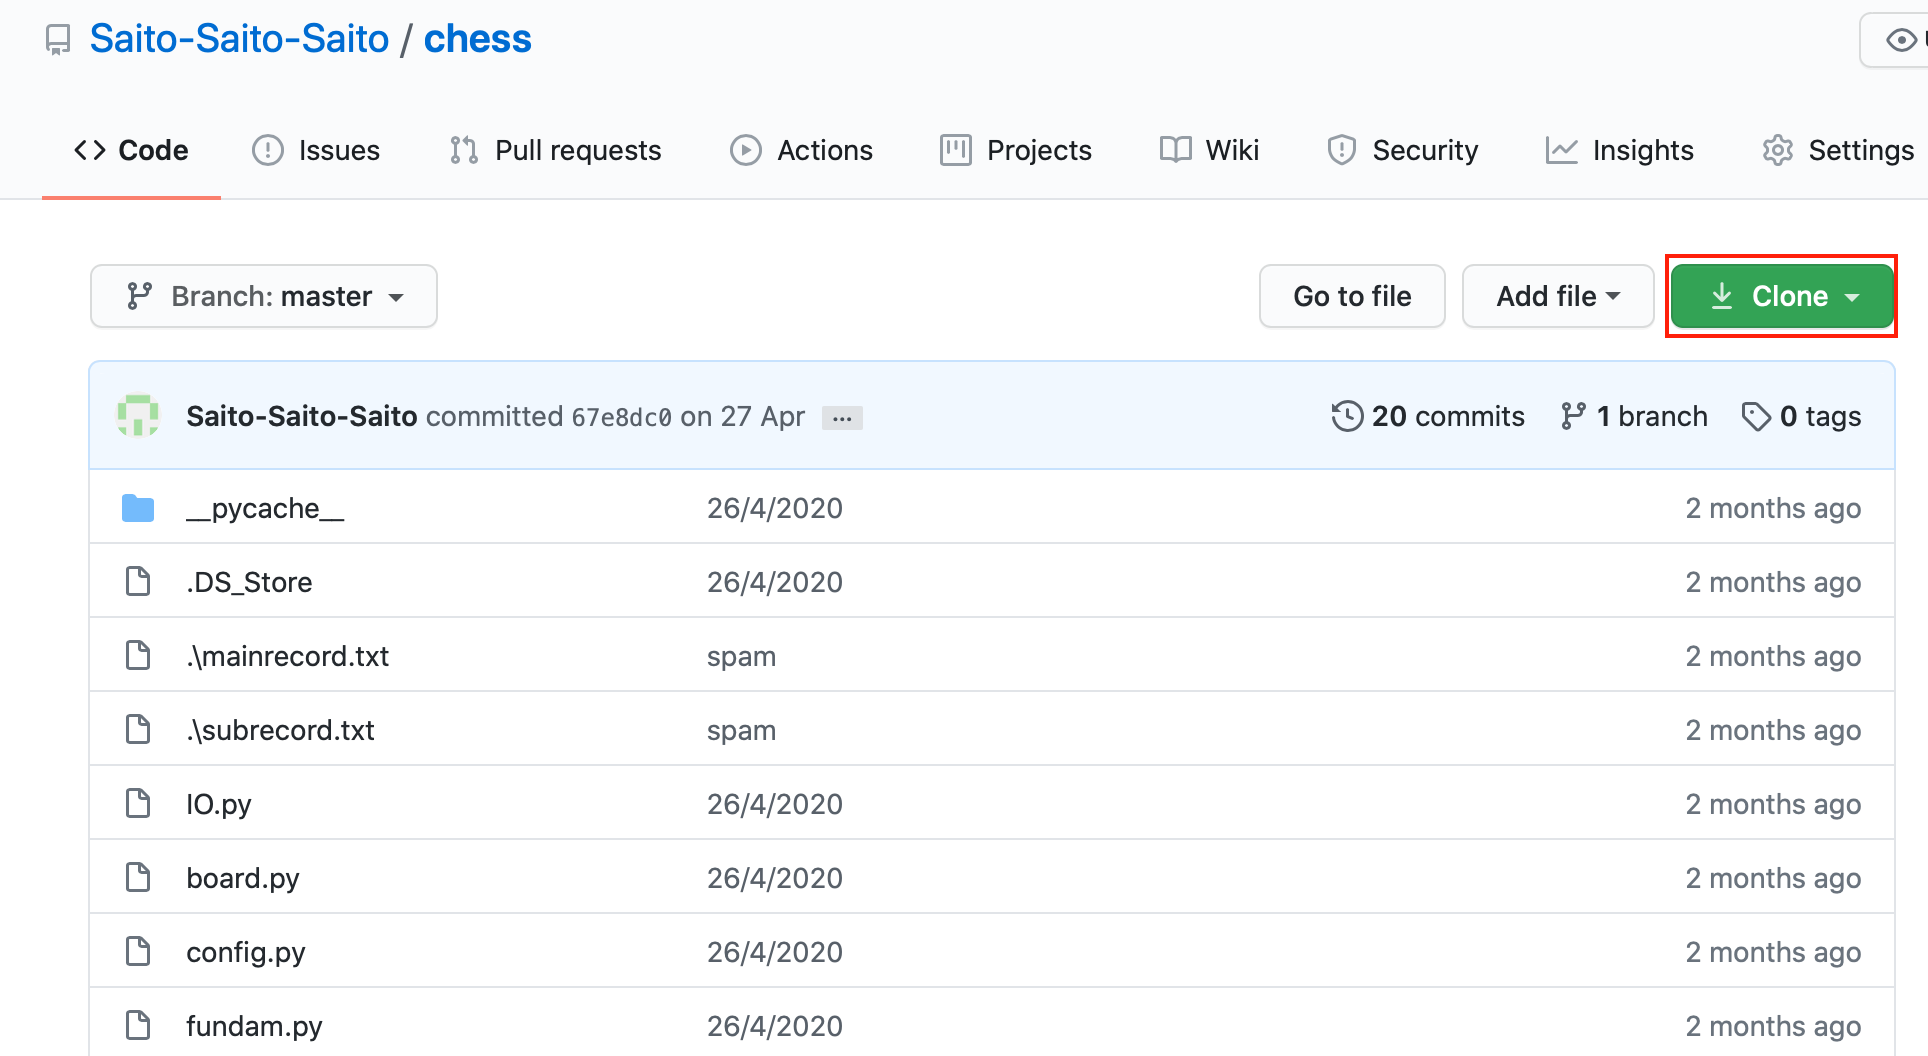 Saito-Saito-Saito / chess
Code Issues Pull requests Actions Projects Wiki Security Insights Settings
Branch: master Go to file Add file Clone
Saito-Saito-Saito committed 67e8dc0 on 27 Apr ... 20 commits 1 branch 0 tags
__pycache__ 26/4/2020 2 months ago
.DS_Store 26/4/2020 2 months ago
.\mainrecord.txt spam 2 months ago
.\subrecord.txt spam 2 months ago
IO.py 26/4/2020 2 months ago
board.py 26/4/2020 2 months ago
config.py 26/4/2020 2 months ago
fundam.py 26/4/2020 2 months ago